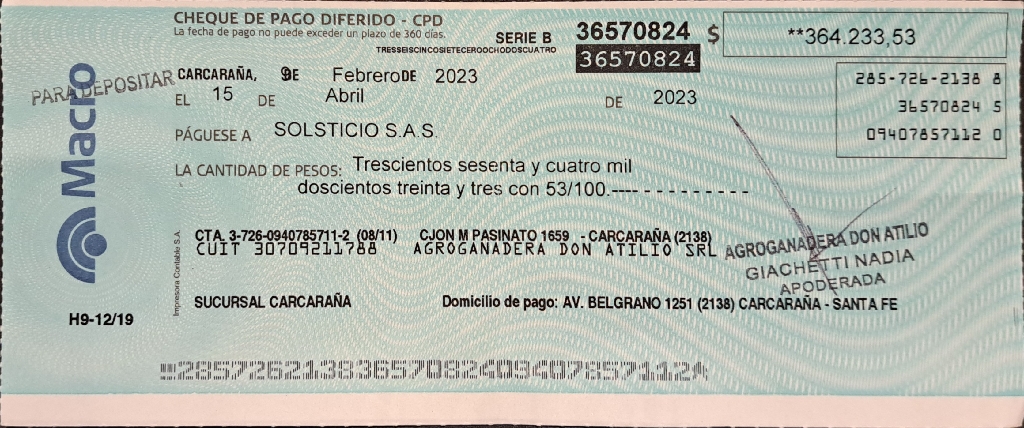 CHEQUE DE PAGO DIFERIDO - CPD
La fecha de pago no puede exceder un plazo de 360 días.
SERIE B 36570824 $ **364.233,53
TRESSEISCINCOSIETECEROOCHODOSCUATRO
36570824
PARA DEPOSITAR
CARCARAÑA, 9 DE Febrero DE 2023
EL 15 DE Abril DE 2023
285-726-2138 8
36570824 5
09407857112 0
Macro
PÁGUESE A SOLSTICIO S.A.S.
LA CANTIDAD DE PESOS: Trescientos sesenta y cuatro mil
doscientos treinta y tres con 53/100.---- - - - - - - - - - - -
CTA. 3-726-0940785711-2 (08/11) CJON M PASINATO 1659 - CARCARAÑA (2138)
CUIT 30709211788 AGROGANADERA DON ATILIO SRL
AGROGANADERA DON ATILIO
GIACHETTI NADIA
APODERADA
Impresora Contable S.A.
SUCURSAL CARCARAÑA Domicilio de pago: AV. BELGRANO 1251 (2138) CARCARAÑA - SANTA FE
H9-12/19
28572621383657082409407857112